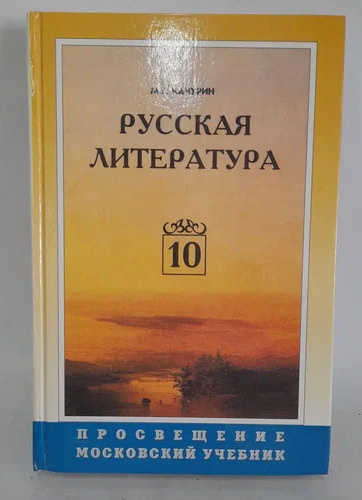 КАЧУРИН
РУССКАЯ
ЛИТЕРАТУРА
10
ПРОСВЕЩЕНИЕ
МОСКОВСКИЙ УЧЕБНИК